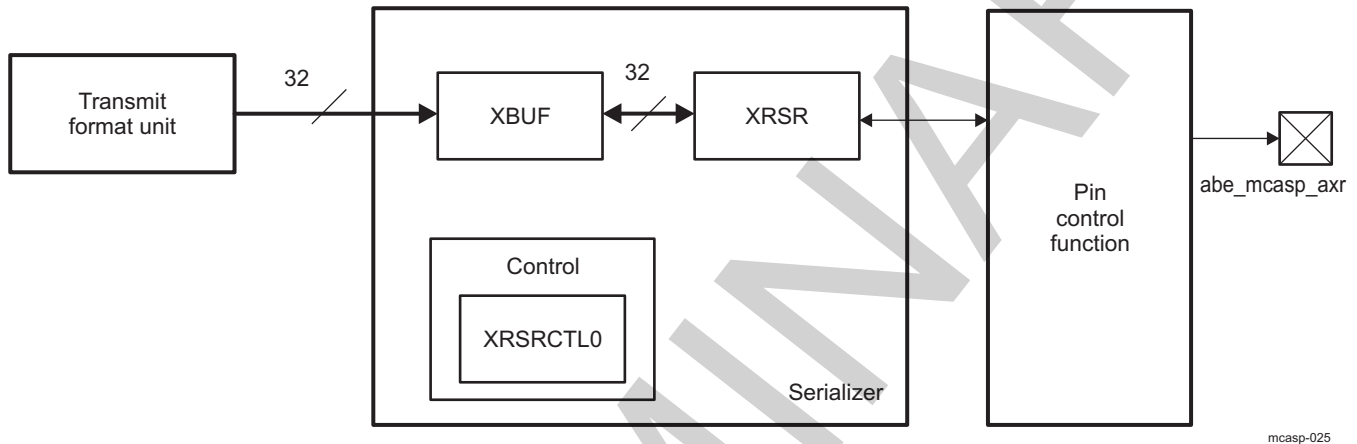 Transmit
format unit
32
XBUF
32
XRSR
Pin
control
function
abe_mcasp_axr
Control
XRSRCTL0
Serializer
mcasp-025